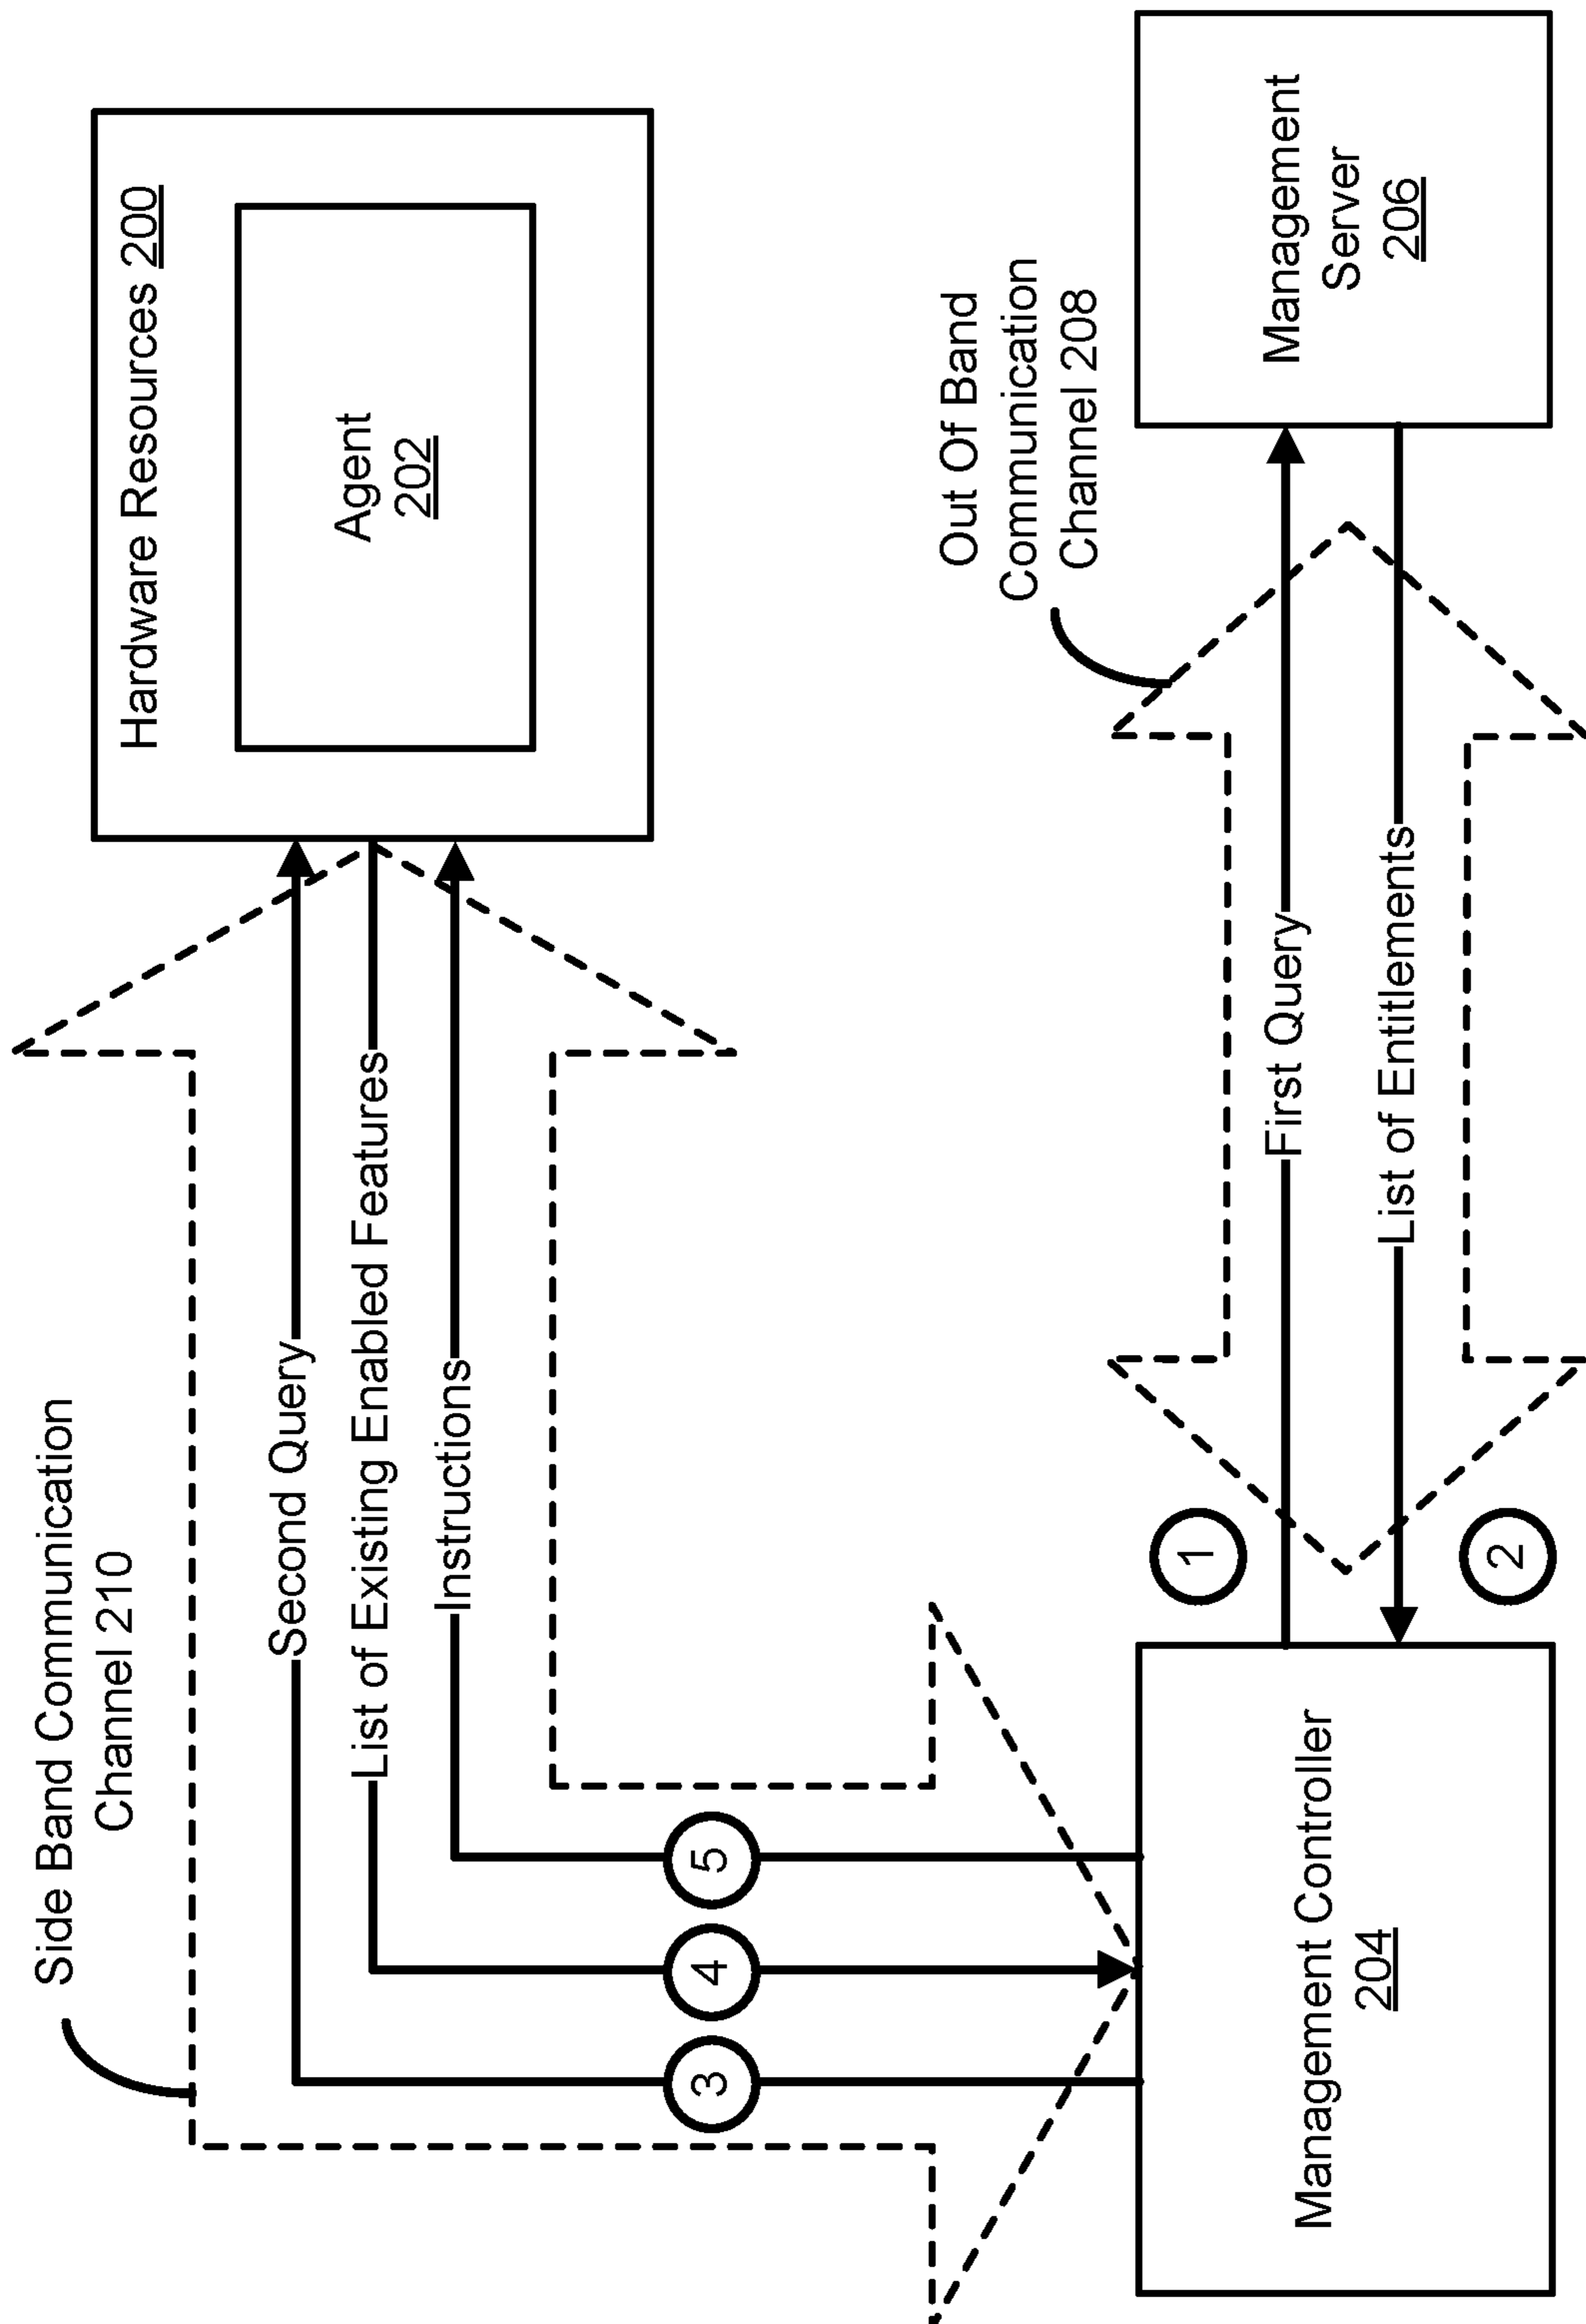 Side Band Communication
Channel 210
Hardware Resources 200
Agent
202
Second Query
List of Existing Enabled Features
Instructions
3
4
5
Out Of Band
Communication
Channel 208
Management Controller
204
1
First Query
List of Entitlements
2
Management
Server
206